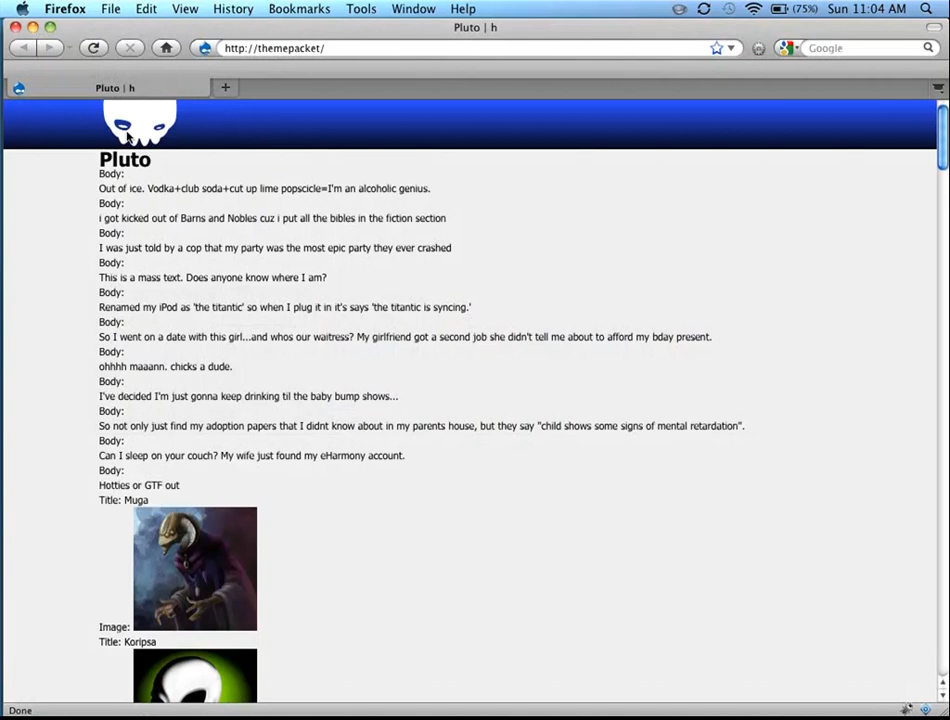 Firefox File Edit View History Bookmarks Tools Window Help (75%) Sun 11:04 AM
Pluto | h
http://themepacket/ Google
Pluto | h
Pluto
Body:
Out of ice. Vodka+club soda+cut up lime popscicle=I'm an alcoholic genius.
Body:
i got kicked out of Barns and Nobles cuz i put all the bibles in the fiction section
Body:
I was just told by a cop that my party was the most epic party they ever crashed
Body:
This is a mass text. Does anyone know where I am?
Body:
Renamed my iPod as 'the titantic' so when I plug it in it's says 'the titantic is syncing.'
Body:
So I went on a date with this girl...and whos our waitress? My girlfriend got a second job she didn't tell me about to afford my bday present.
Body:
ohhhh maaann. chicks a dude.
Body:
I've decided I'm just gonna keep drinking til the baby bump shows...
Body:
So not only just find my adoption papers that I didnt know about in my parents house, but they say "child shows some signs of mental retardation".
Body:
Can I sleep on your couch? My wife just found my eHarmony account.
Body:
Hotties or GTF out
Title: Muga
Image:
Title: Koripsa
Done